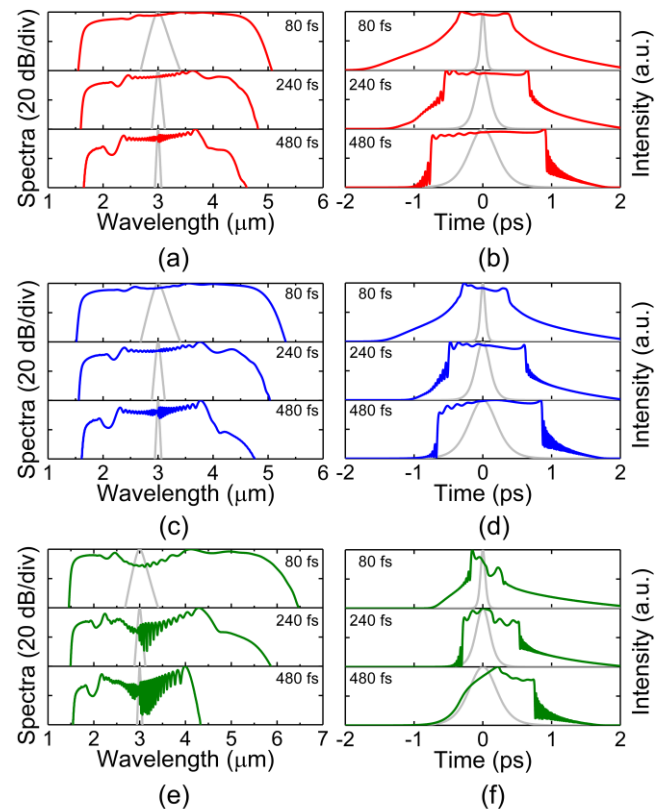 Spectra (20 dB/div)
80 fs
240 fs
480 fs
1 2 3 4 5 6
Wavelength (μm)
(a)
80 fs
240 fs
480 fs
Intensity (a.u.)
-2 -1 0 1 2
Time (ps)
(b)
Spectra (20 dB/div)
80 fs
240 fs
480 fs
1 2 3 4 5 6
Wavelength (μm)
(c)
80 fs
240 fs
480 fs
Intensity (a.u.)
-2 -1 0 1 2
Time (ps)
(d)
Spectra (20 dB/div)
80 fs
240 fs
480 fs
1 2 3 4 5 6 7
Wavelength (μm)
(e)
80 fs
240 fs
480 fs
Intensity (a.u.)
-2 -1 0 1 2
Time (ps)
(f)